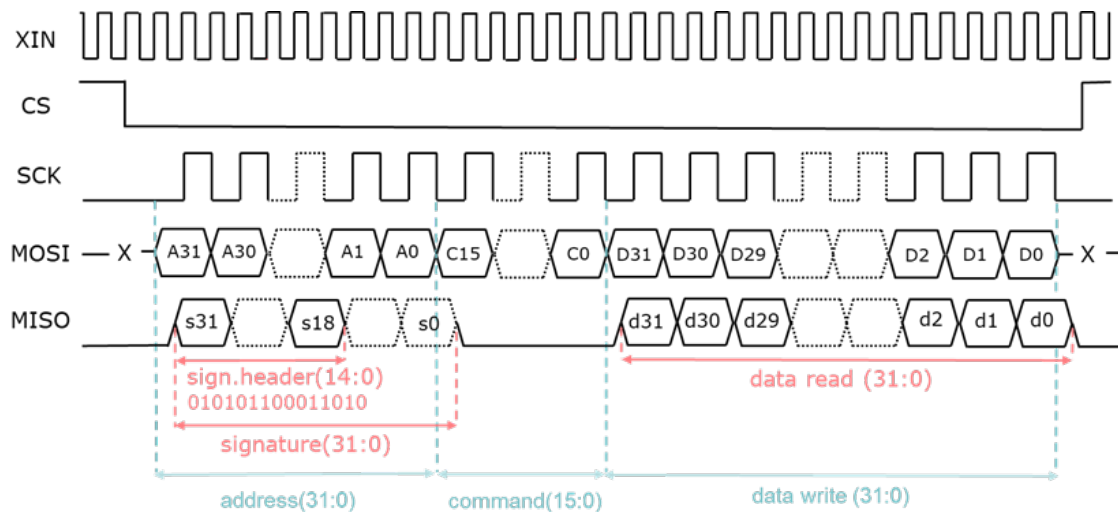 XIN
CS
SCK
MOSI X A31 A30 A1 A0 C15 C0 D31 D30 D29 D2 D1 D0 X
MISO s31 s18 s0 d31 d30 d29 d2 d1 d0
sign.header(14:0)
010101100011010
signature(31:0)
data read (31:0)
address(31:0) command(15:0) data write (31:0)